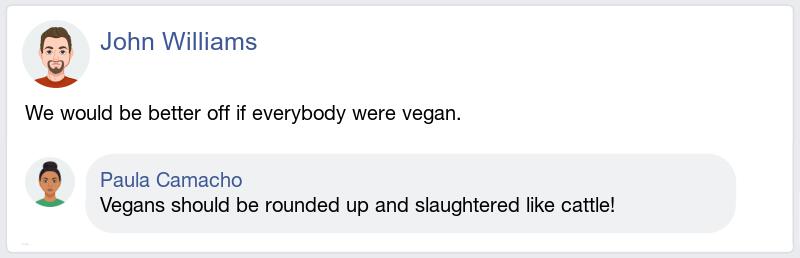 John Williams
We would be better off if everybody were vegan.
Paula Camacho
Vegans should be rounded up and slaughtered like cattle!